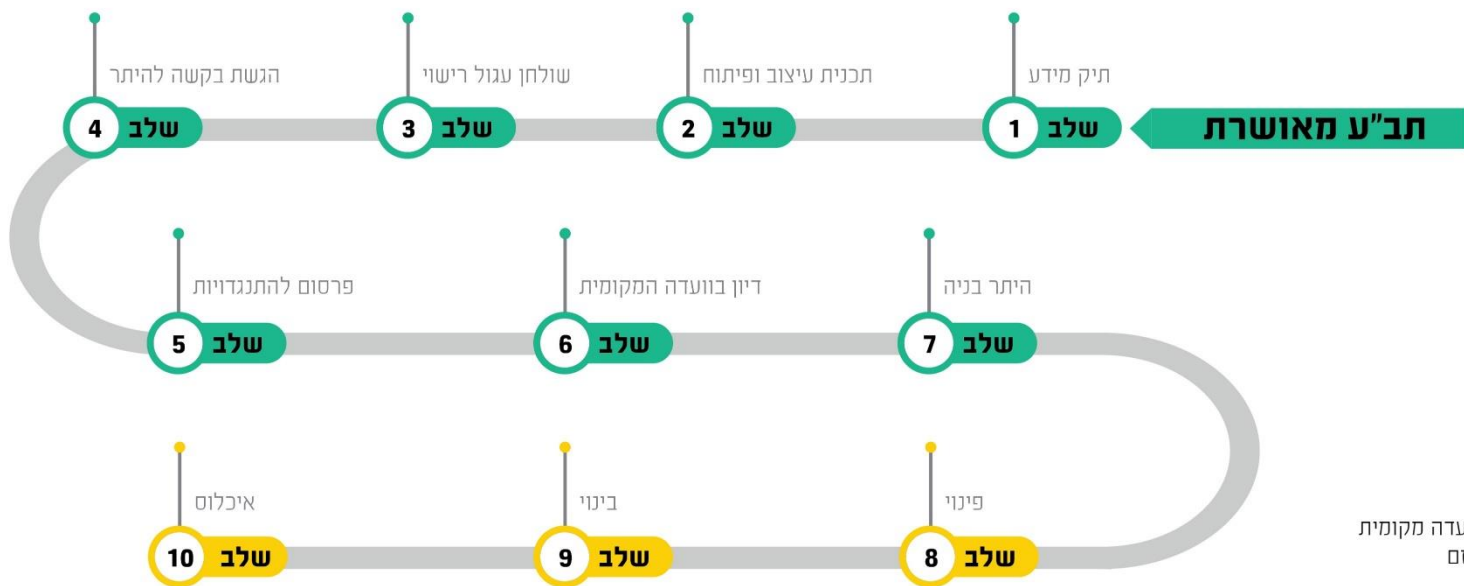 תב"ע מאושרת
תיק מידע
שלב 1
תכנית עיצוב ופיתוח
שלב 2
שולחן עגול רישוי
שלב 3
הגשת בקשה להיתר
שלב 4
פרסום להתנגדויות
שלב 5
דיון בוועדה המקומית
שלב 6
היתר בניה
שלב 7
פינוי
שלב 8
בינוי
שלב 9
איכלוס
שלב 10
מקומית